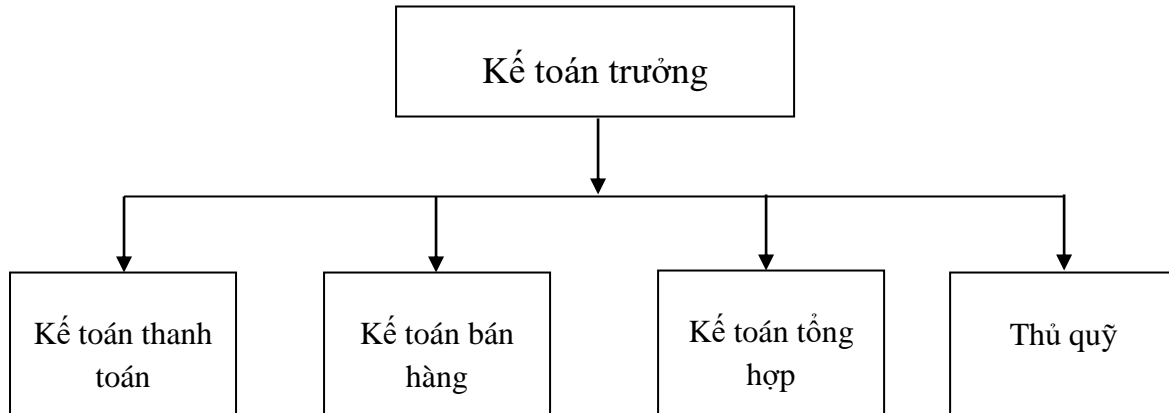 Kế toán trưởng
Kế toán thanh
toán
Kế toán bán
hàng
Kế toán tổng
hợp
Thủ quỹ